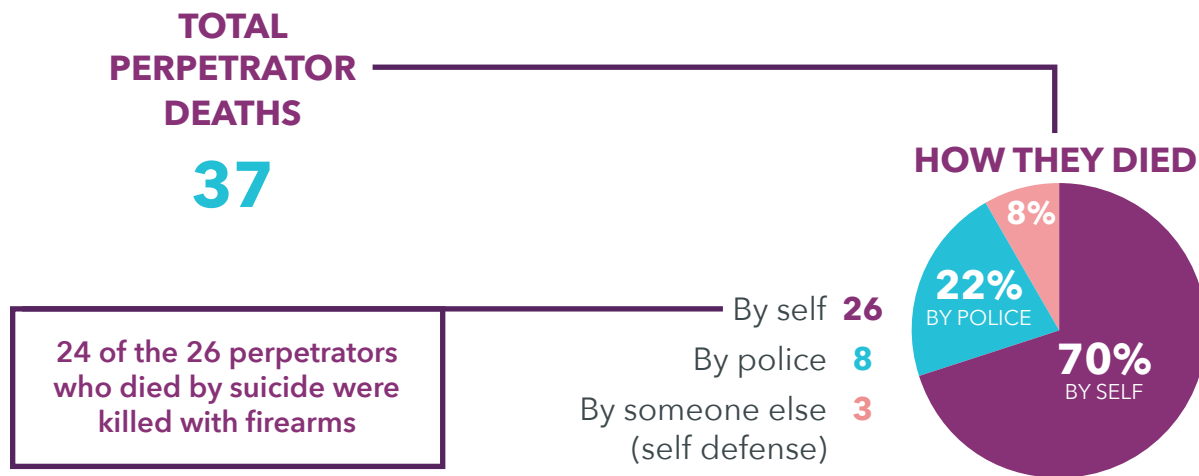 TOTAL
PERPETRATOR
DEATHS
37
HOW THEY DIED
8%
22%
BY POLICE
70%
BY SELF
By self 26
By police 8
By someone else 3
(self defense)
24 of the 26 perpetrators
who died by suicide were
killed with firearms